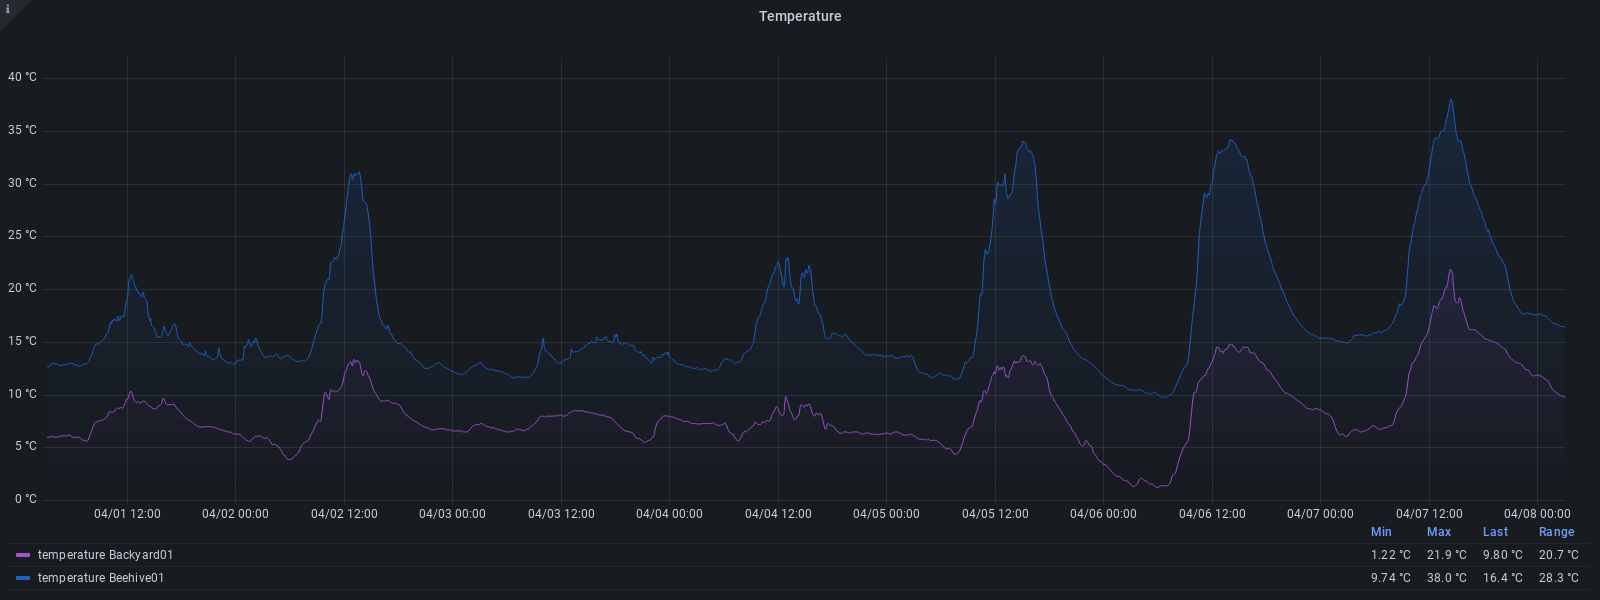 i
Temperature
40 °C
35 °C
30 °C
25 °C
20 °C
15 °C
10 °C
5 °C
0 °C
04/01 12:00 04/02 00:00 04/02 12:00 04/03 00:00 04/03 12:00 04/04 00:00 04/04 12:00 04/05 00:00 04/05 12:00 04/06 00:00 04/06 12:00 04/07 00:00 04/07 12:00 04/08 00:00
Min Max Last Range
temperature Backyard01 1.22 °C 21.9 °C 9.80 °C 20.7 °C
temperature Beehive01 9.74 °C 38.0 °C 16.4 °C 28.3 °C